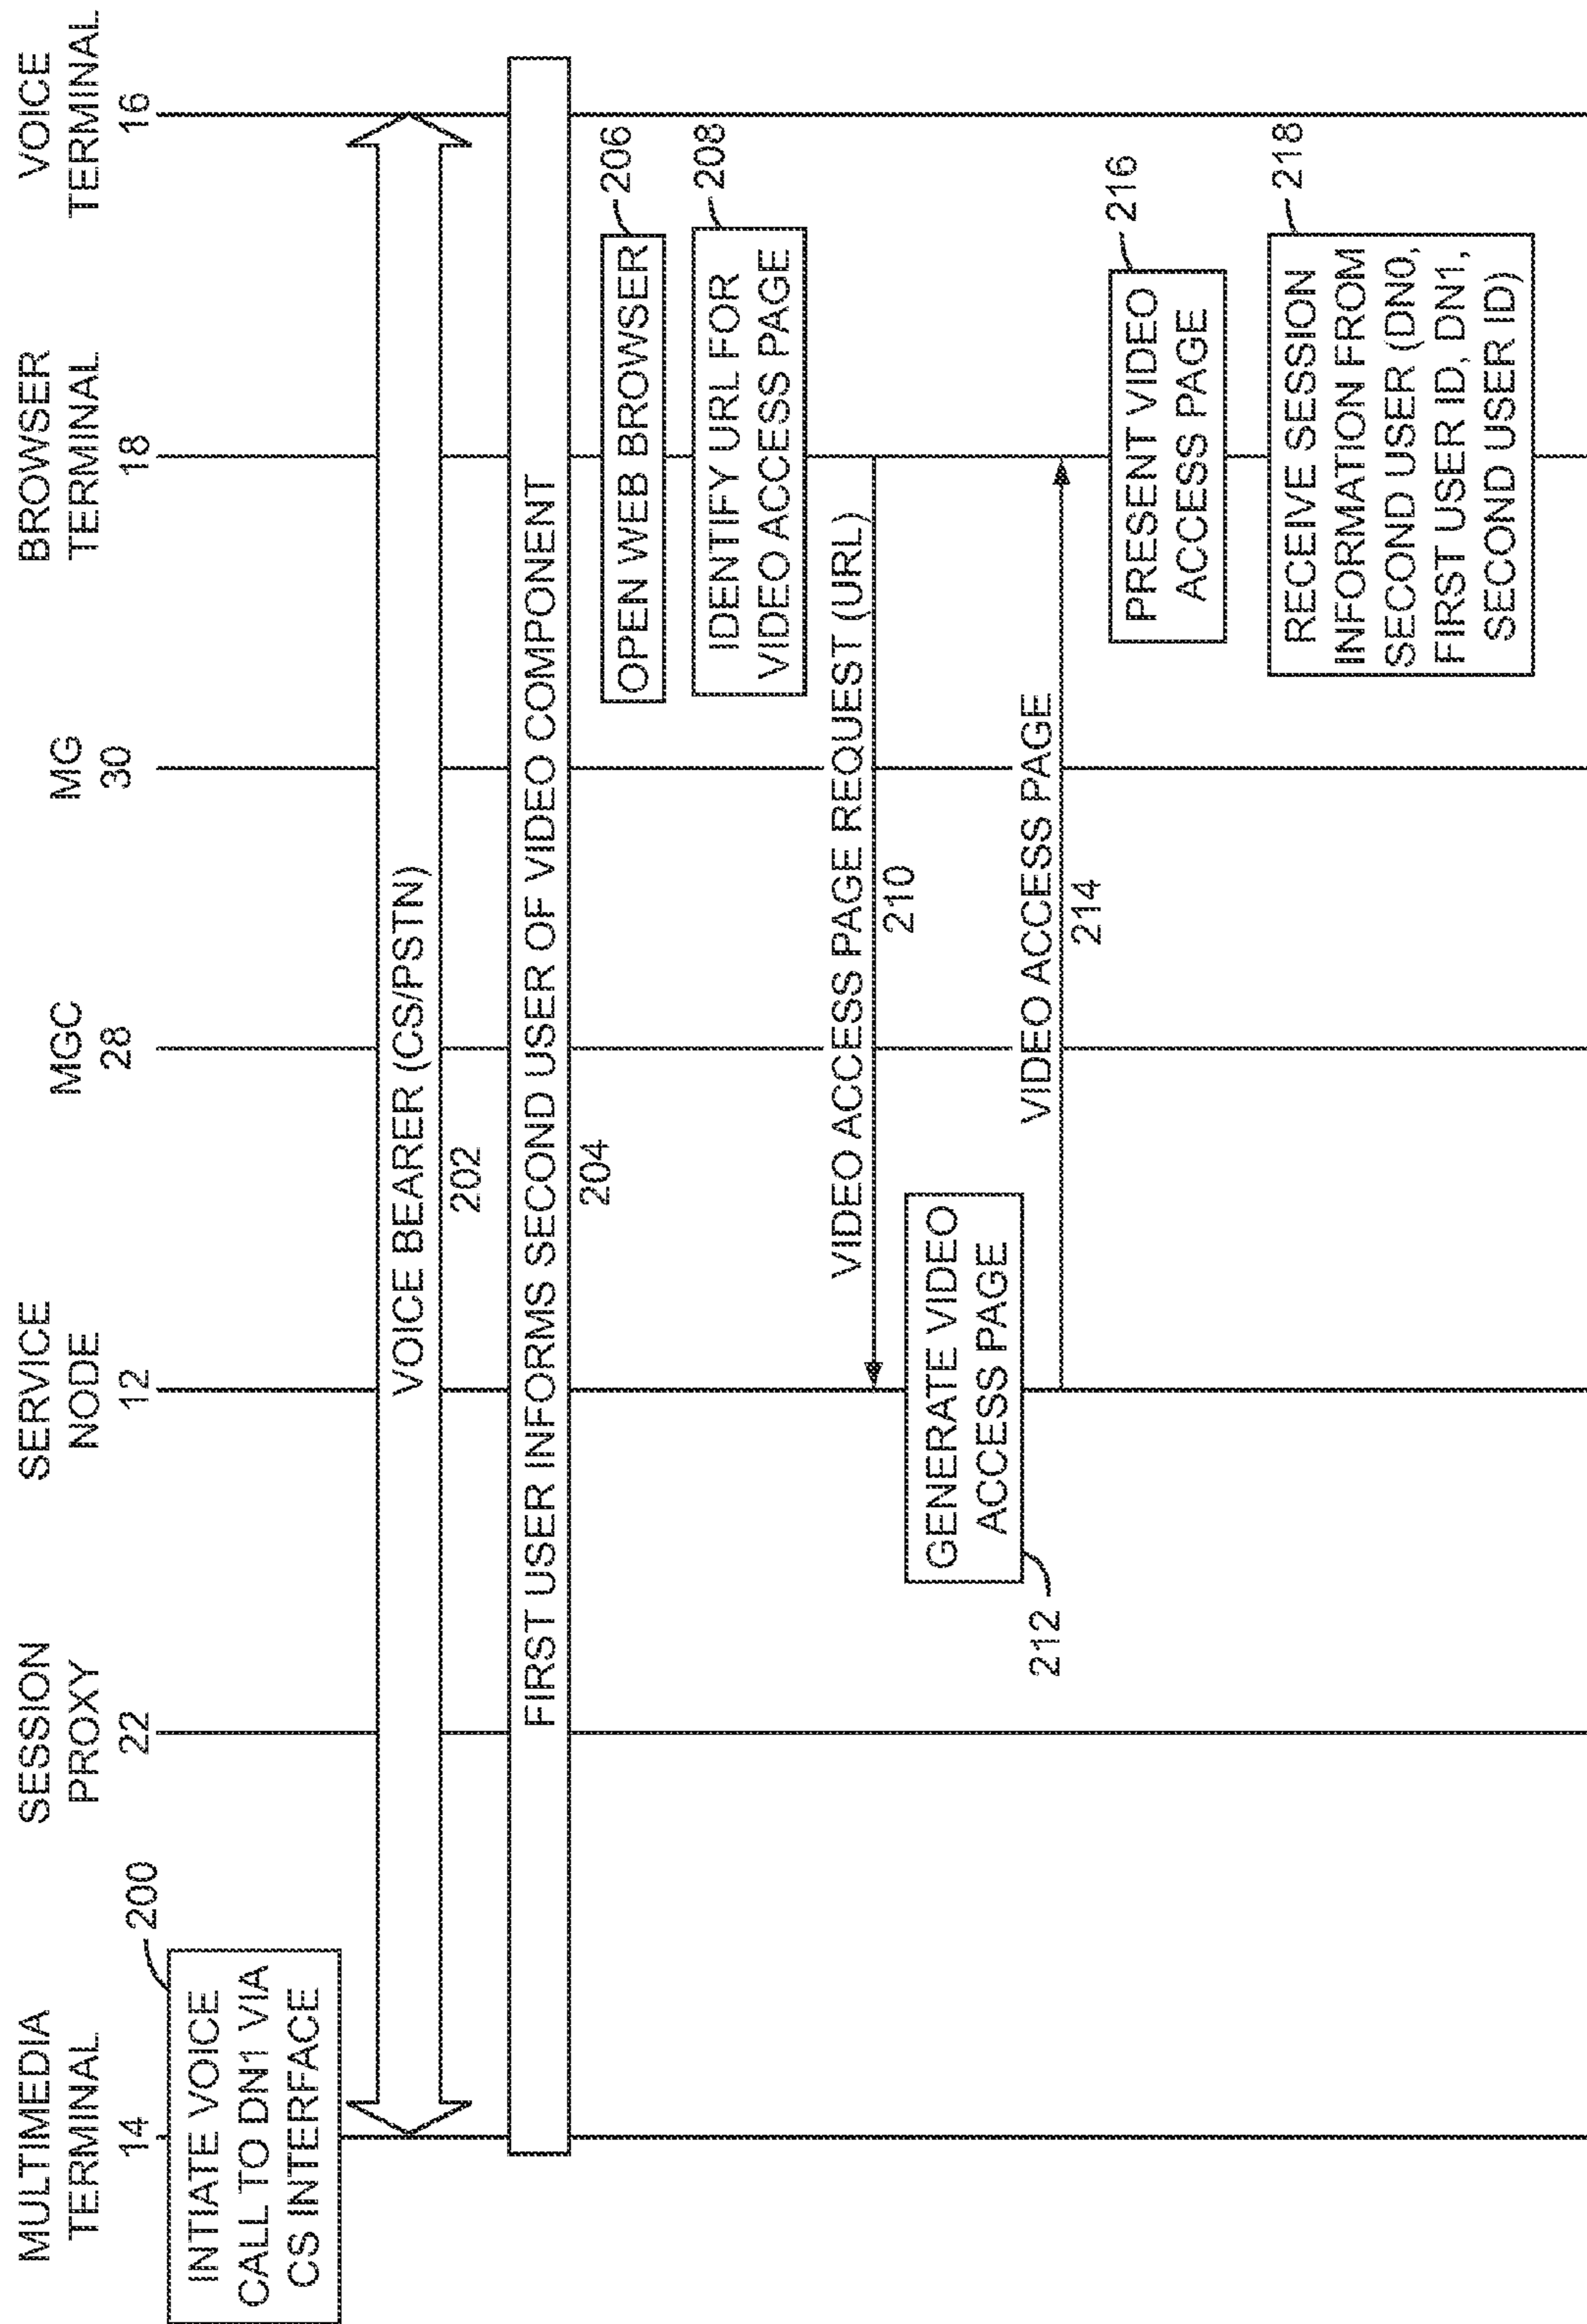 MULTIMEDIA
TERMINAL
14
SESSION
PROXY
22
SERVICE
NODE
12
MGC
28
MG
30
BROWSER
TERMINAL
18
VOICE
TERMINAL
16
INTIATE VOICE
CALL TO DN1 VIA
CS INTERFACE
200
VOICE BEARER (CS/PSTN)
202
FIRST USER INFORMS SECOND USER OF VIDEO COMPONENT
204
OPEN WEB BROWSER
206
IDENTIFY URL FOR
VIDEO ACCESS PAGE
208
VIDEO ACCESS PAGE REQUEST (URL)
210
GENERATE VIDEO
ACCESS PAGE
212
VIDEO ACCESS PAGE
214
PRESENT VIDEO
ACCESS PAGE
216
RECEIVE SESSION
INFORMATION FROM
SECOND USER (DN0,
FIRST USER ID, DN1,
SECOND USER ID)
218